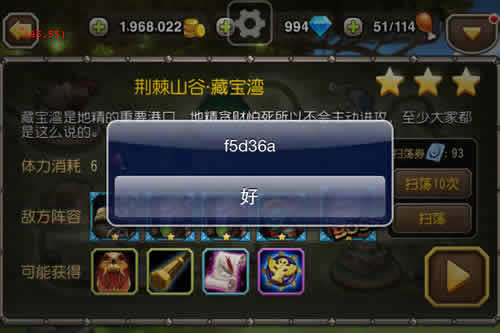 1.968.022
994
51/114
荆棘山谷·藏宝湾
藏宝湾是地精的重要港口，地精贪财怕死所以不会主动进攻，至少大家都
是这么说的。
f5d36a
好
体力消耗 6
扫荡券 : 93
扫荡10次
敌方阵容
扫荡
可能获得